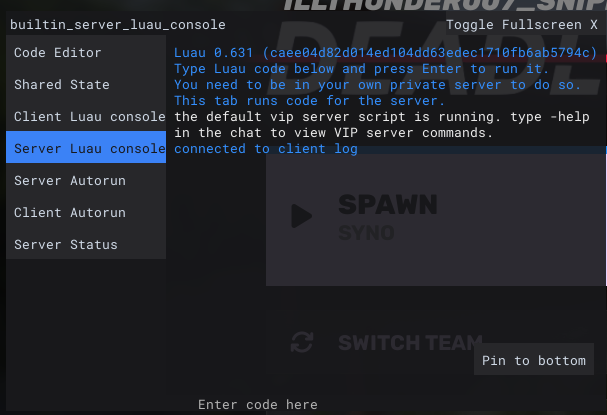 ILLTHUNDER007_SNIP
builtin_server_luau_console
Toggle Fullscreen X
Code Editor
Shared State
Client Luau console
Server Luau console
Server Autorun
Client Autorun
Server Status
Luau 0.631 (caee04d82d014ed104dd63edec1710fb6ab5794c)
Type Luau code below and press Enter to run it.
You need to be in your own private server to do so.
This tab runs code for the server.
the default vip server script is running. type -help
in the chat to view VIP server commands.
connected to client log
SPAWN
SYNO
SWITCH TEAM
Pin to bottom
Enter code here